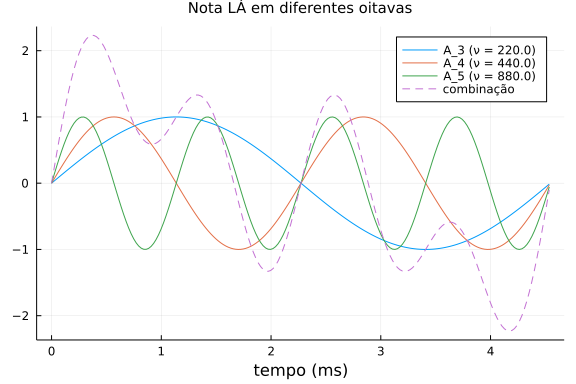 Nota LÁ em diferentes oitavas
A_3 (ν = 220.0)
A_4 (ν = 440.0)
A_5 (ν = 880.0)
combinação
2
1
0
−1
−2
0 1 2 3 4
tempo (ms)